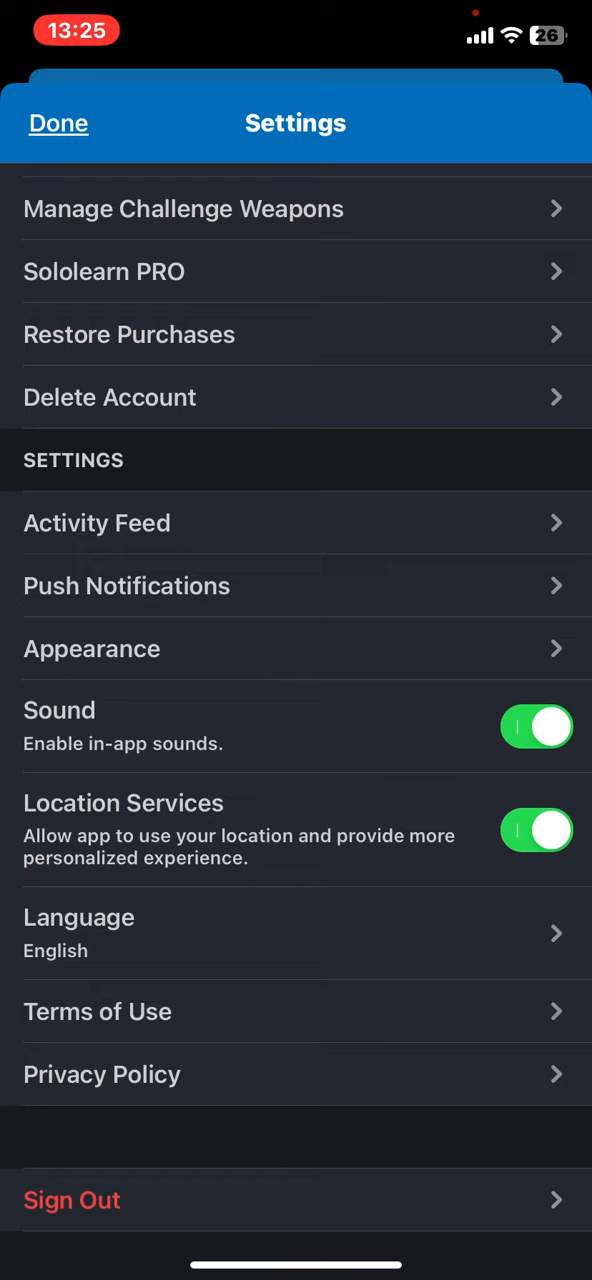 13:25
26
Done
Settings
Manage Challenge Weapons
Sololearn PRO
Restore Purchases
Delete Account
SETTINGS
Activity Feed
Push Notifications
Appearance
Sound
Enable in-app sounds.
Location Services
Allow app to use your location and provide more
personalized experience.
Language
English
Terms of Use
Privacy Policy
Sign Out